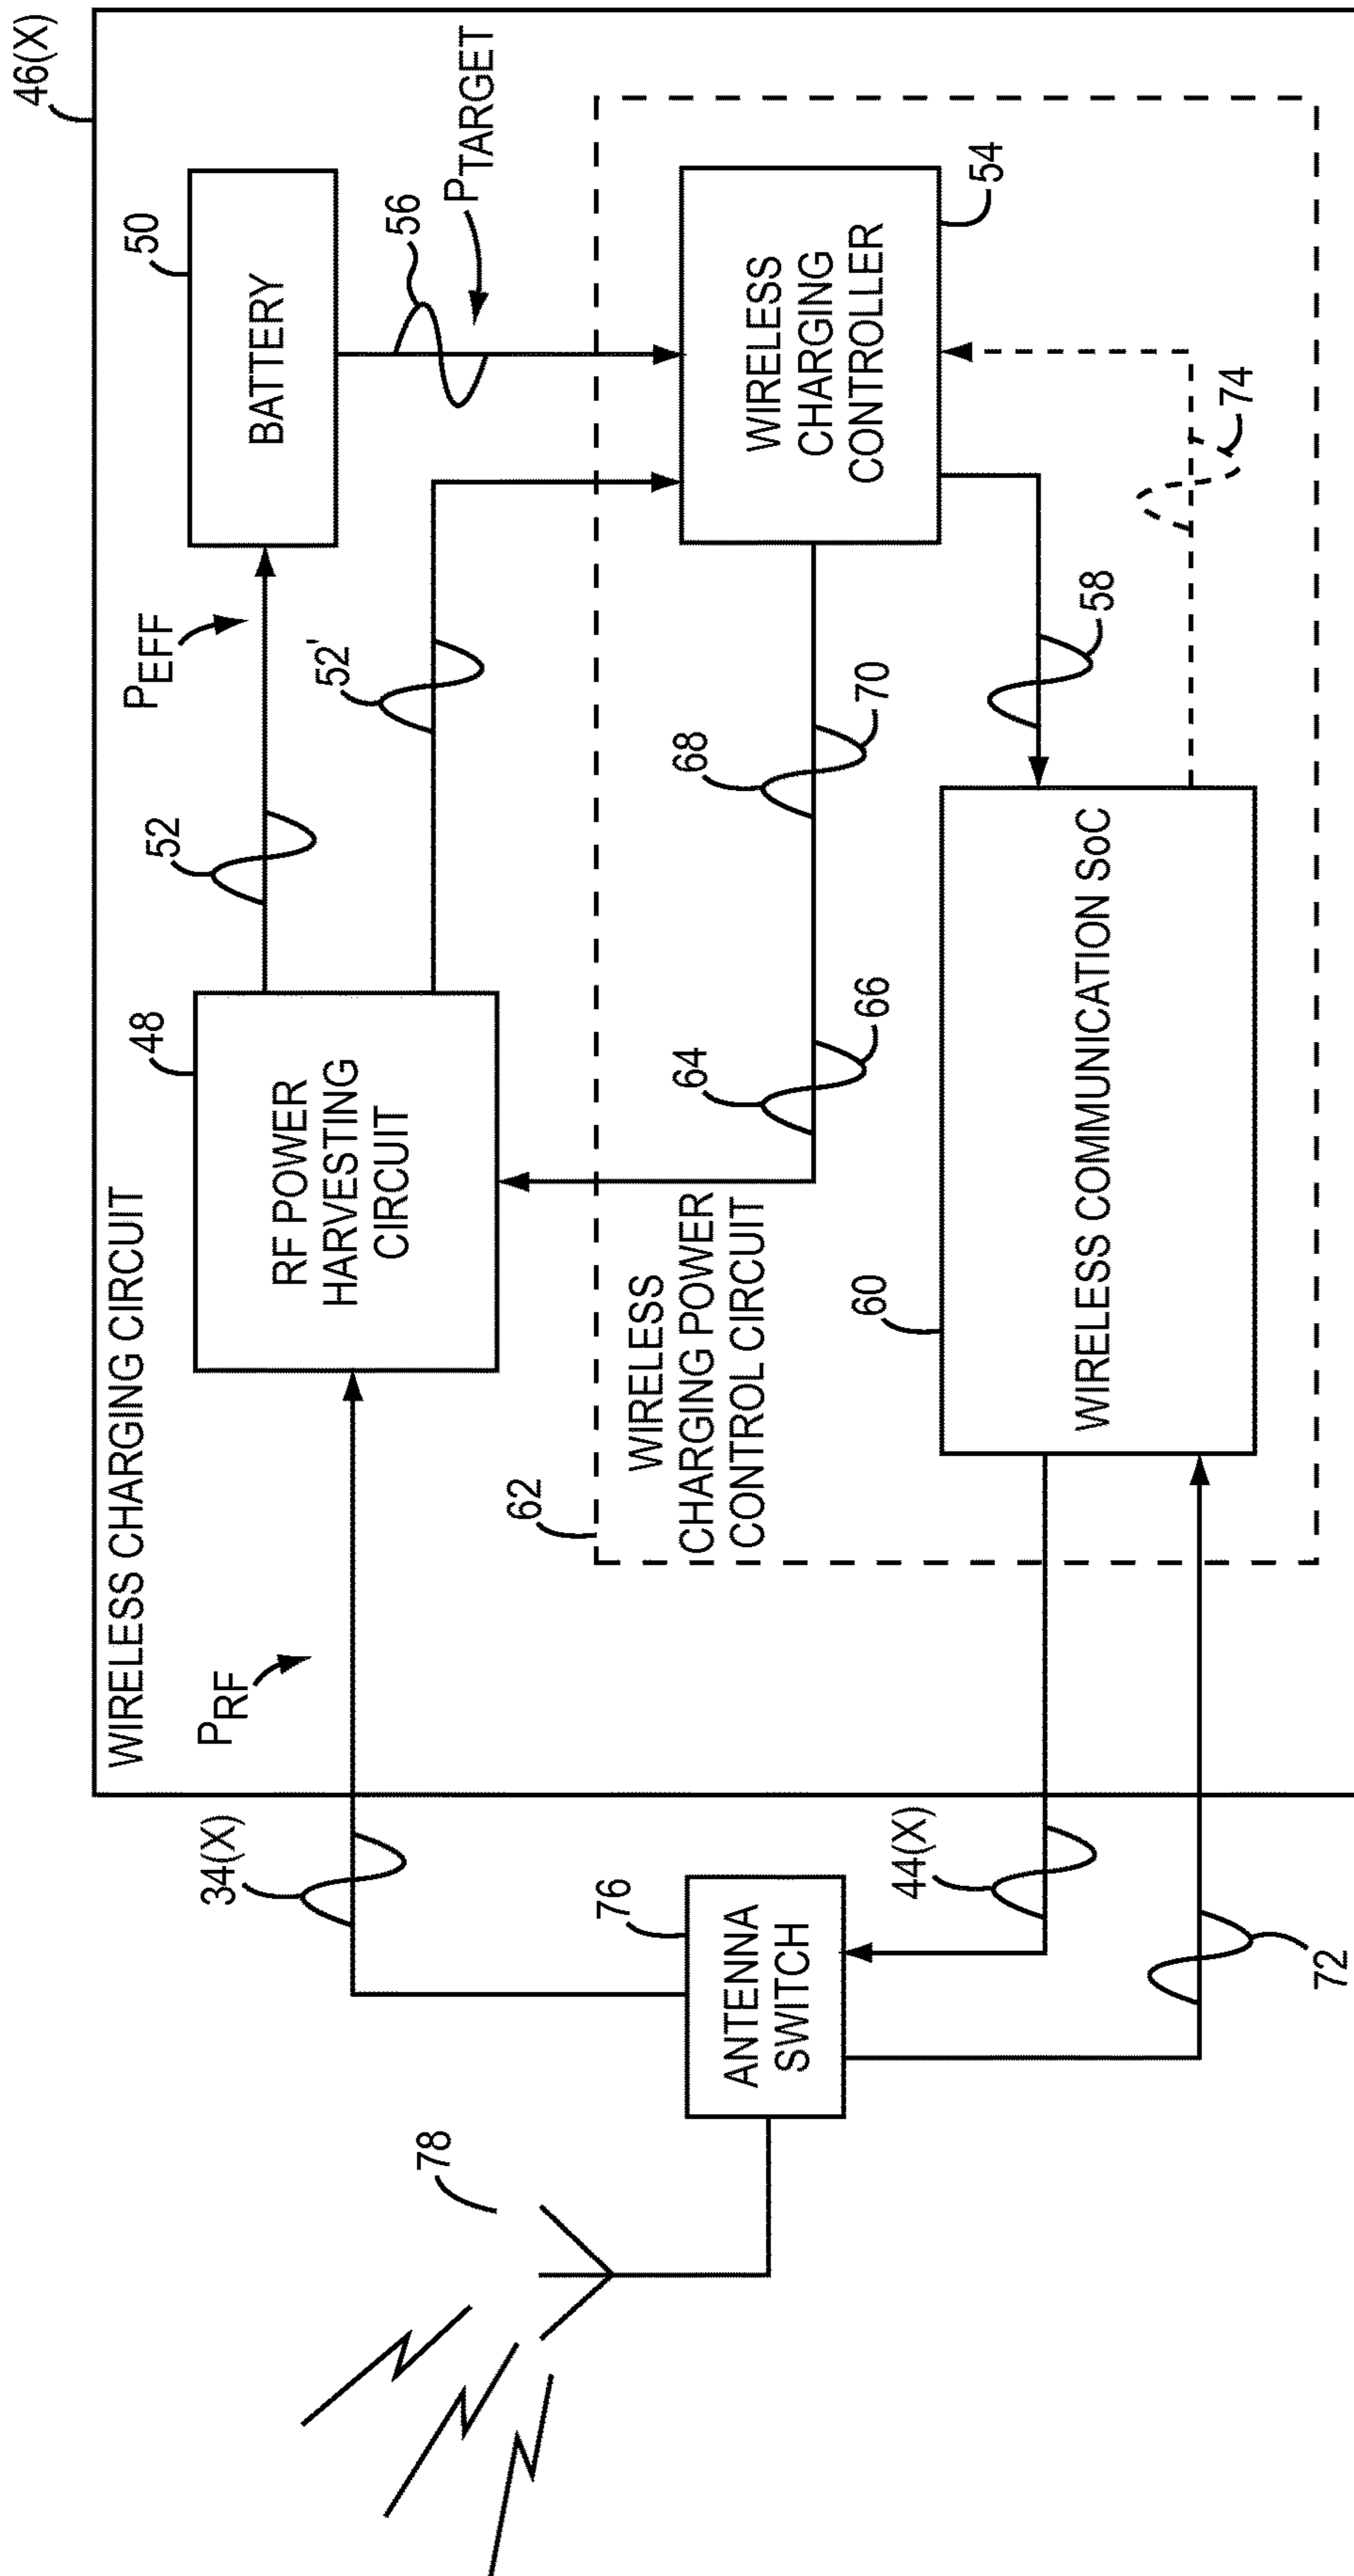 46(X)
WIRELESS CHARGING CIRCUIT
PRF
34(X)
48
RF POWER
HARVESTING
CIRCUIT
52
PEFF
52'
50
BATTERY
56
PTARGET
62
WIRELESS
CHARGING POWER
CONTROL CIRCUIT
64
66
68
70
WIRELESS
CHARGING
CONTROLLER
54
58
60
WIRELESS COMMUNICATION SoC
74
78
76
ANTENNA
SWITCH
44(X)
72